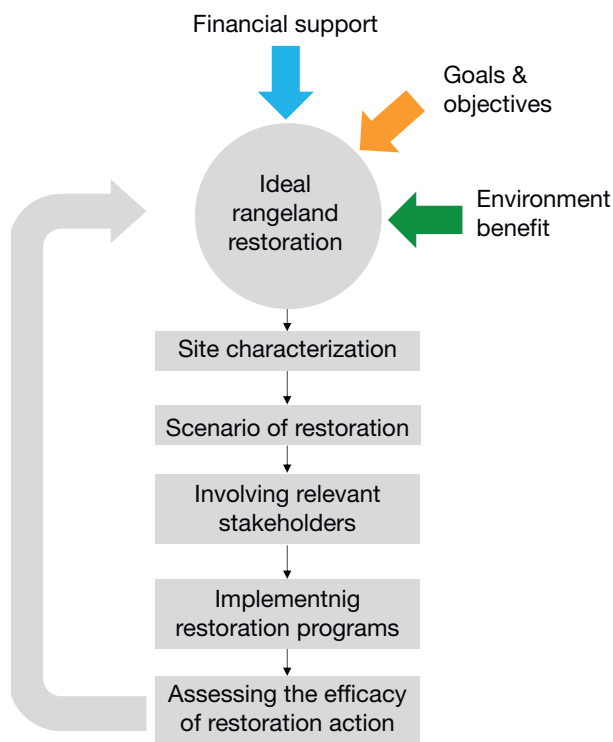 Financial support
Goals &
objectives
Ideal
rangeland
restoration
Environment
benefit
Site characterization
Scenario of restoration
Involving relevant
stakeholders
Implementnig
restoration programs
Assessing the efficacy
of restoration action